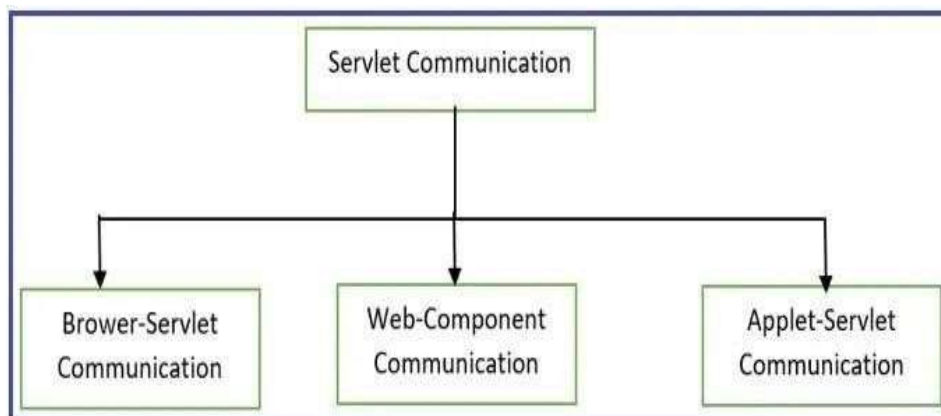 Servlet Communication
Brower-Servlet
Communication
Web-Component
Communication
Applet-Servlet
Communication